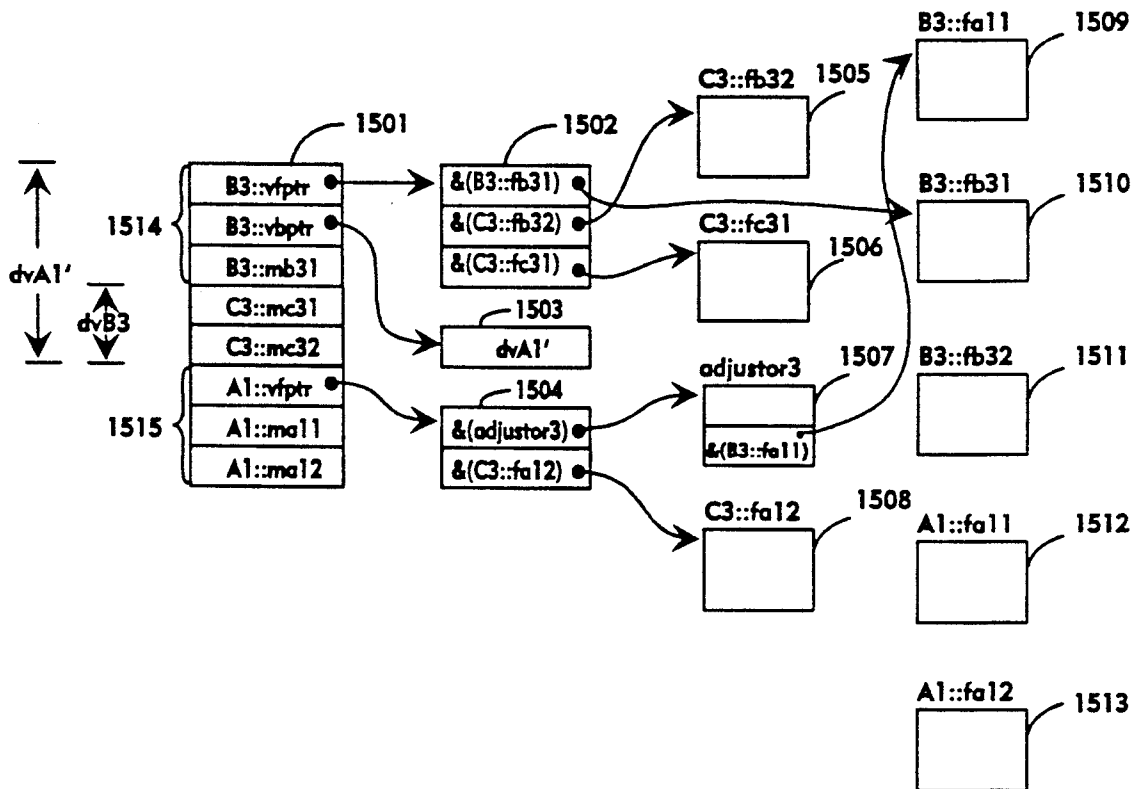 B3::fa11
1509
C3::fb32
1505
1501
1502
B3::vfptr
&(B3::fb31)
B3::fb31
1510
1514
B3::vbptr
&(C3::fb32)
C3::fc31
1506
dvA1'
B3::mb31
&(C3::fc31)
dvB3
C3::mc31
1503
C3::mc32
dvA1'
adjustor3
1507
B3::fb32
1511
A1::vfptr
1504
1515
A1::ma11
&(adjustor3)
&(B3::fa11)
A1::ma12
&(C3::fa12)
C3::fa12
1508
A1::fa11
1512
A1::fa12
1513